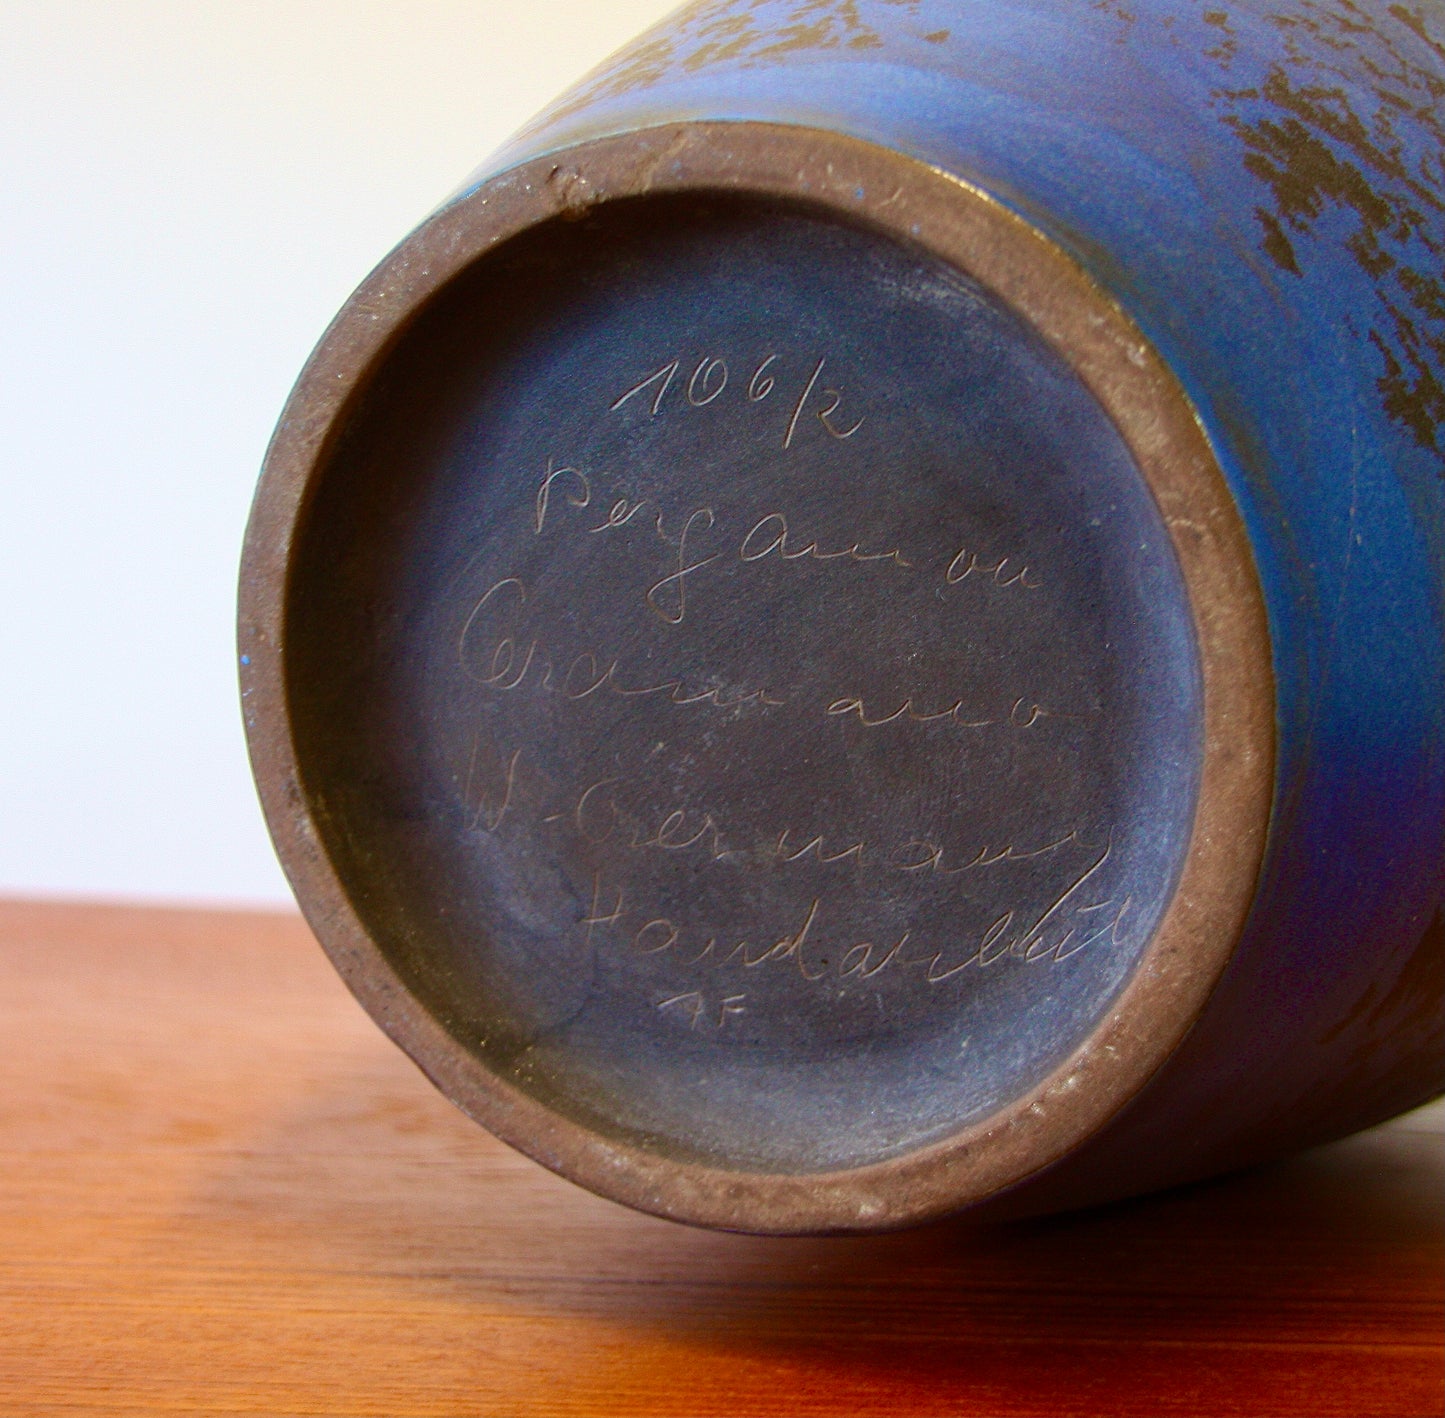 106/2
Pergamon
Ceramano
W.-Germany
Handarbeit
AF